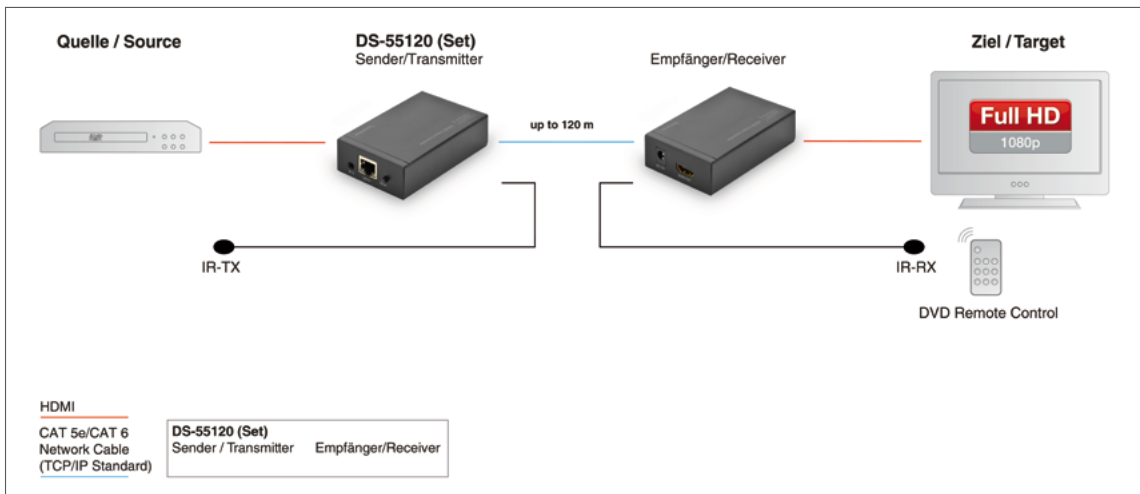 Quelle / Source
DS-55120 (Set)
Sender/Transmitter
Empfänger/Receiver
Ziel / Target
up to 120 m
Full HD
1080p
IR-TX
IR-RX
DVD Remote Control
HDMI
CAT 5e/CAT 6
Network Cable
(TCP/IP Standard)
DS-55120 (Set)
Sender / Transmitter
Empfänger/Receiver